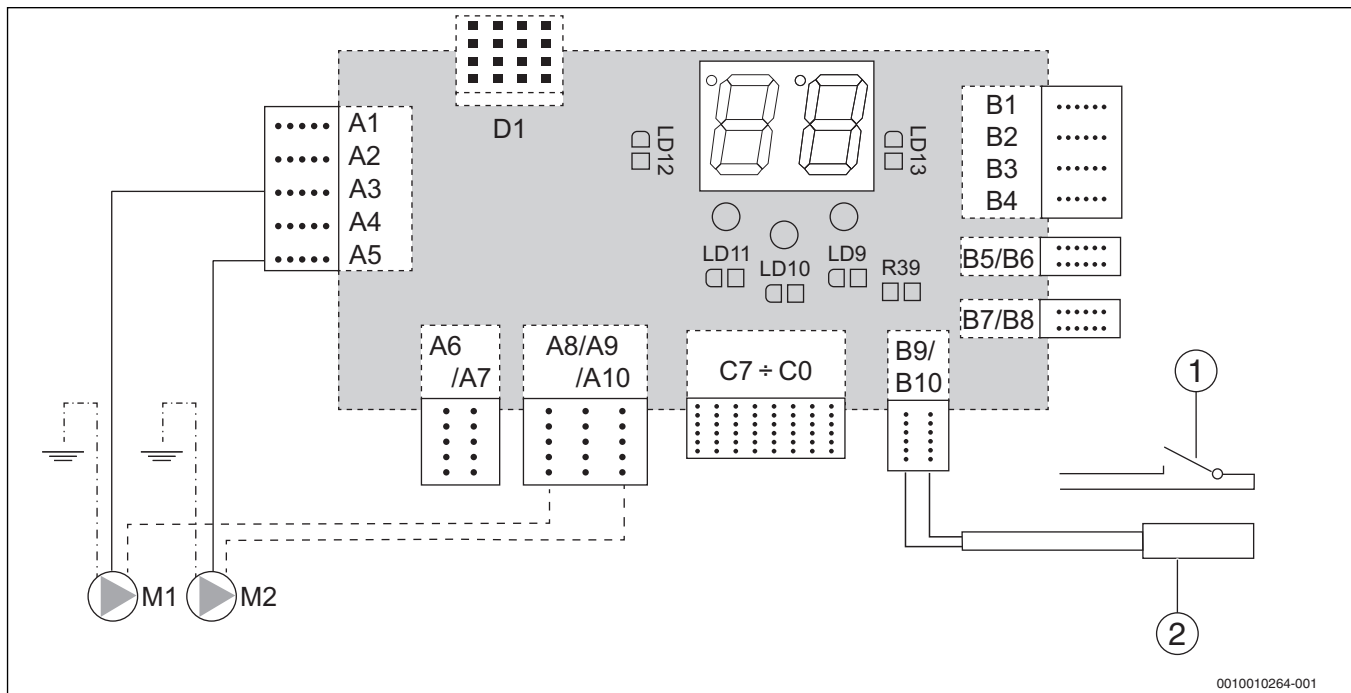 D1
A1
A2
A3
A4
A5
LD12
LD13
B1
B2
B3
B4
LD11
LD10
LD9
R39
B5/B6
B7/B8
A6
/A7
A8/A9
/A10
C7 ÷ C0
B9/
B10
1
M1
M2
2
0010010264-001